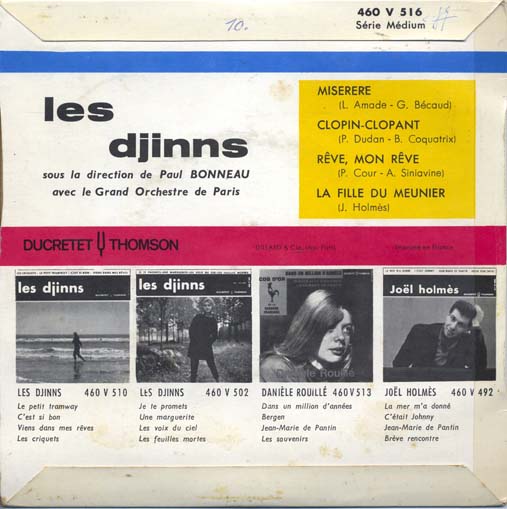 10.
460 V 516
Série Médium
les
djinns
sous la direction de Paul BONNEAU
avec le Grand Orchestre de Paris
MISERERE
(L. Amade - G. Bécaud)
CLOPIN-CLOPANT
(P. Dudan - B. Coquatrix)
RÊVE, MON RÊVE
(P. Cour - A. Siniavine)
LA FILLE DU MEUNIER
(J. Holmès)
DUCRETET THOMSON
Imprimé en France
les djinns
les djinns
COQ D'OR
Joël holmès
LES DJINNS 460 V 510
Le petit tramway
C'est si bon
Viens dans mes rêves
Les criquets
LES DJINNS 460 V 502
Je te promets
Une marguerite
Les voix du ciel
Les feuilles mortes
DANIÈLE ROUILLÉ 460 V 513
Dans un million d'années
Bergen
Jean-Marie de Pantin
Les souvenirs
JOËL HOLMÈS 460 V 492
La mer m'a donné
C'était Johnny
Jean-Marie de Pantin
Brève rencontre